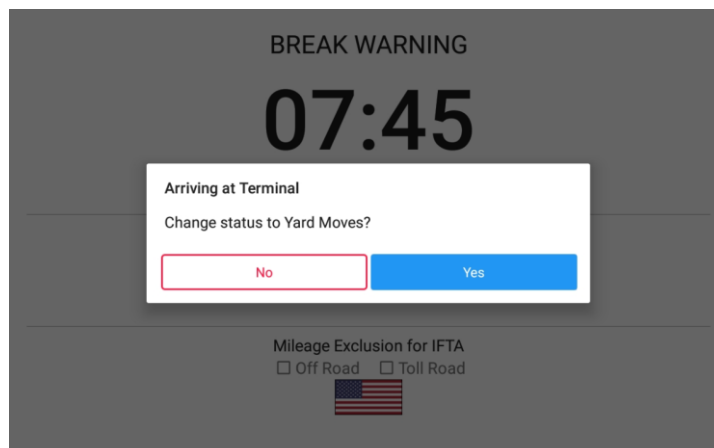 BREAK WARNING
07:45
Arriving at Terminal
Change status to Yard Moves?
No Yes
Mileage Exclusion for IFTA
Off Road Toll Road